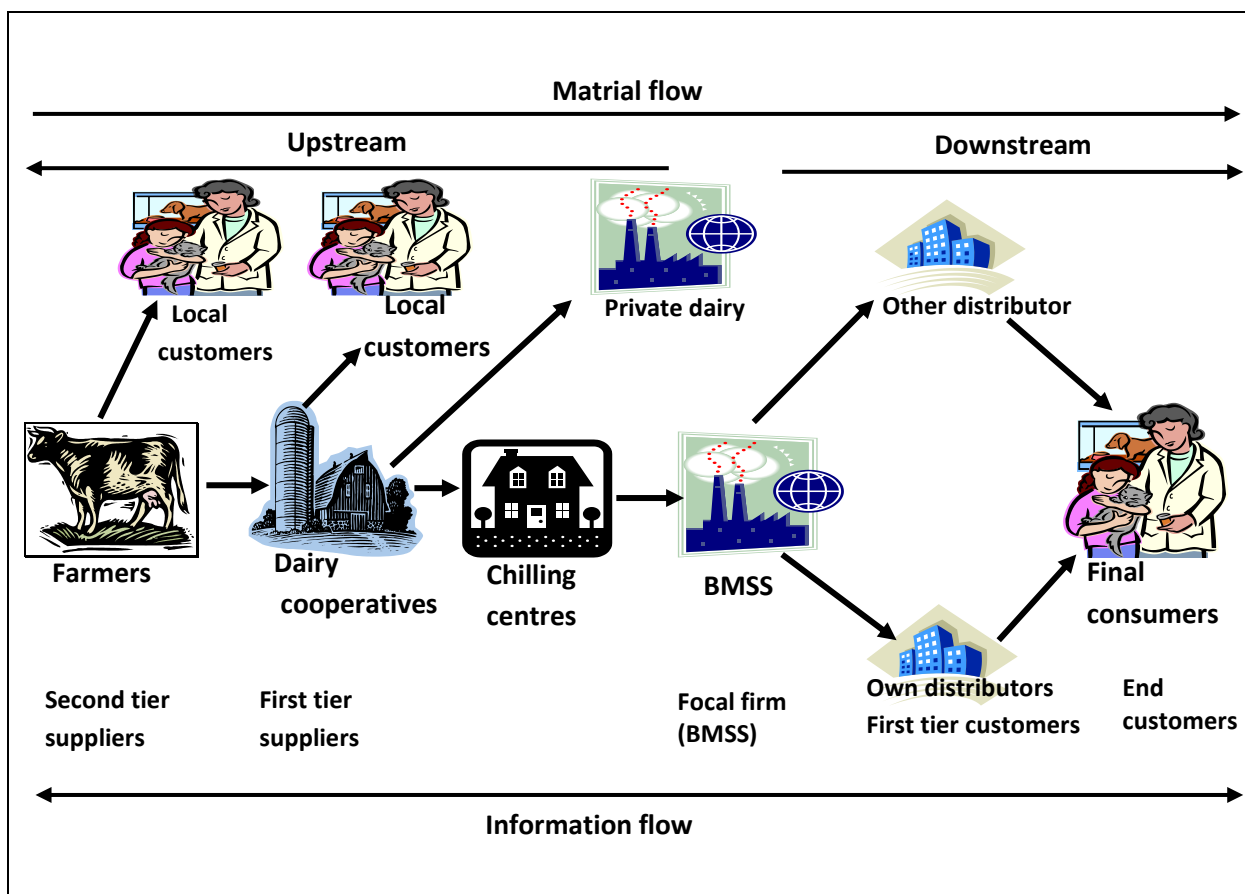 Matrial flow
Upstream
Downstream
Local
customers
Local
customers
Private dairy
Other distributor
Farmers
Dairy
cooperatives
Chilling
centres
BMSS
Final
consumers
Second tier
suppliers
First tier
suppliers
Focal firm
(BMSS)
Own distributors
First tier customers
End
customers
Information flow